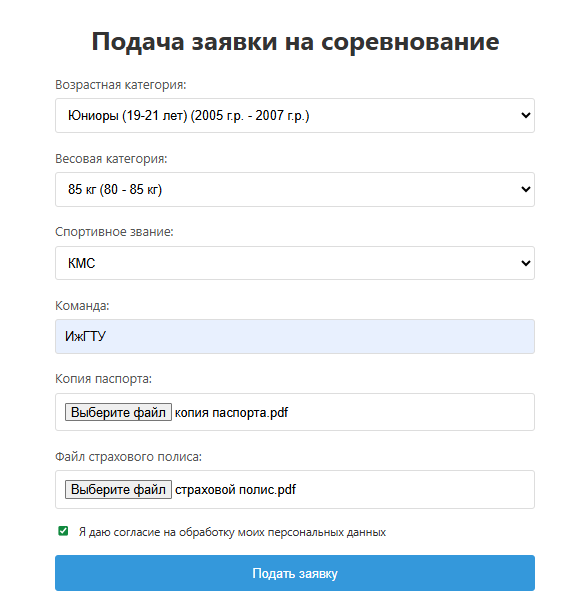 Подача заявки на соревнование
Возрастная категория:
Юниоры (19-21 лет) (2005 г.р. - 2007 г.р.)
Весовая категория:
85 кг (80 - 85 кг)
Спортивное звание:
КМС
Команда:
ИжГТУ
Копия паспорта:
Выберите файл копия паспорта.pdf
Файл страхового полиса:
Выберите файл страховой полис.pdf
Я даю согласие на обработку моих персональных данных
Подать заявку